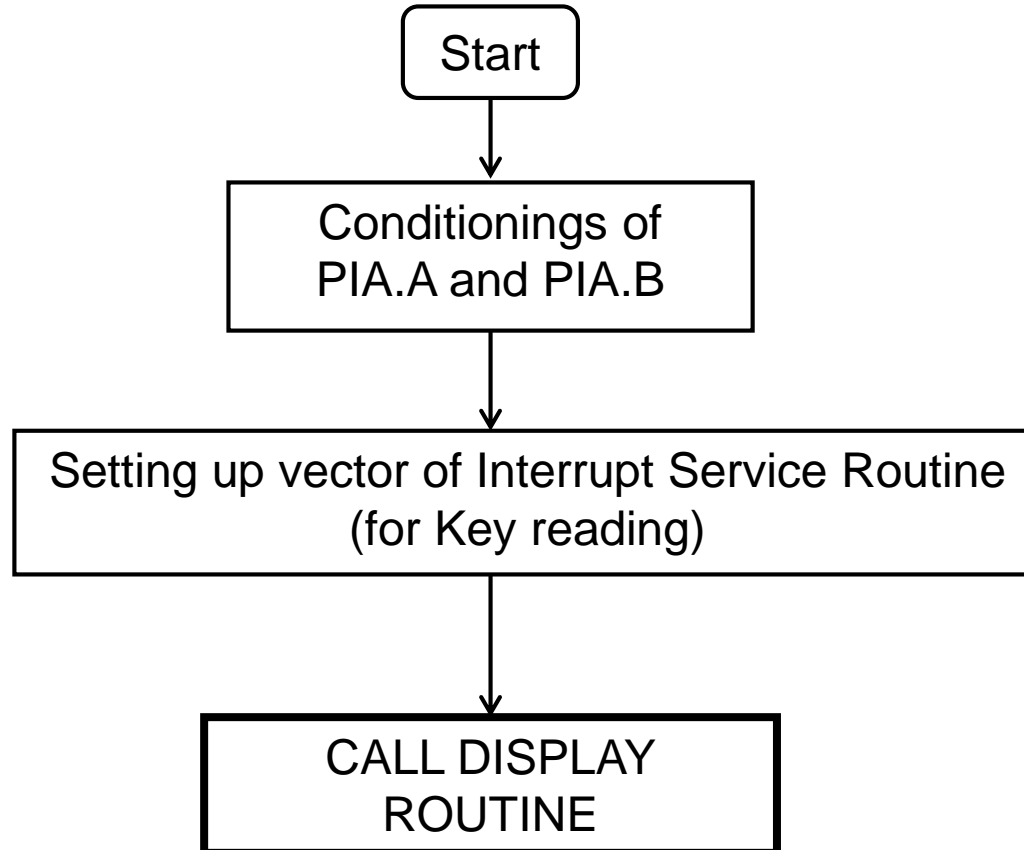 Start
Conditionings of
PIA.A and PIA.B
Setting up vector of Interrupt Service Routine
(for Key reading)
CALL DISPLAY
ROUTINE